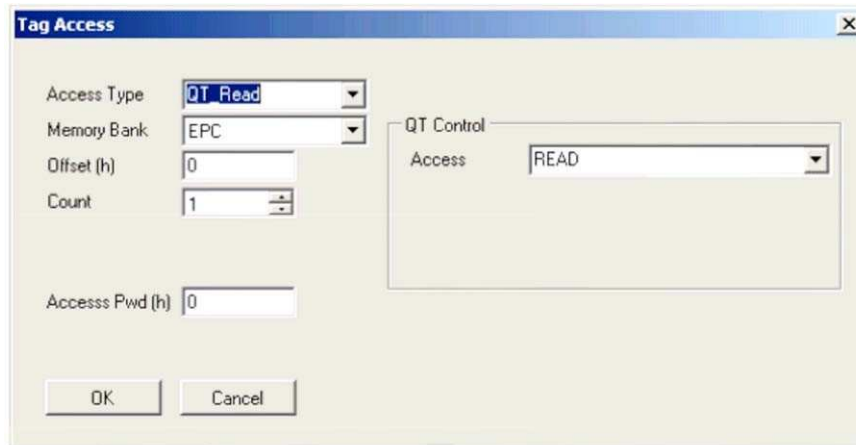 Tag Access
Access Type QT_Read
Memory Bank EPC
QT Control
Offset (h) 0
Access READ
Count 1
Accesss Pwd (h) 0
OK Cancel